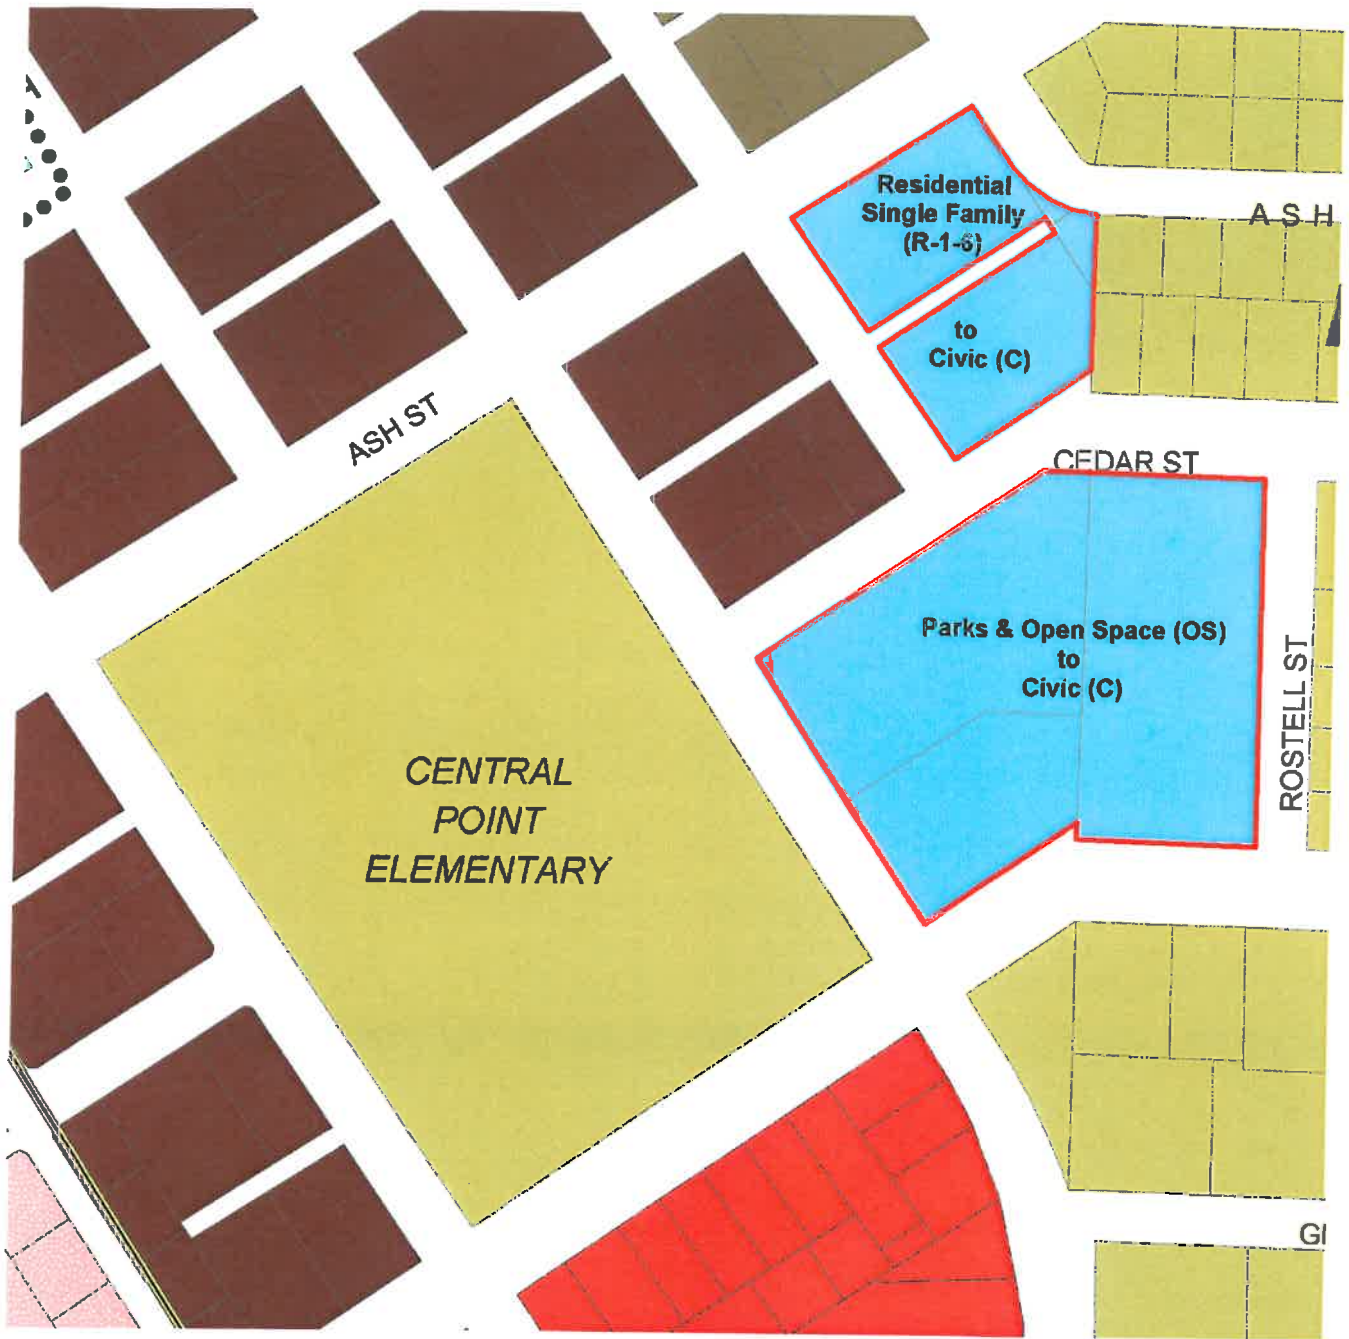 Residential
Single Family
(R-1-6)
to
Civic (C)
ASH
ASH ST
CEDAR ST
Parks & Open Space (OS)
to
Civic (C)
ROSTELL ST
CENTRAL
POINT
ELEMENTARY